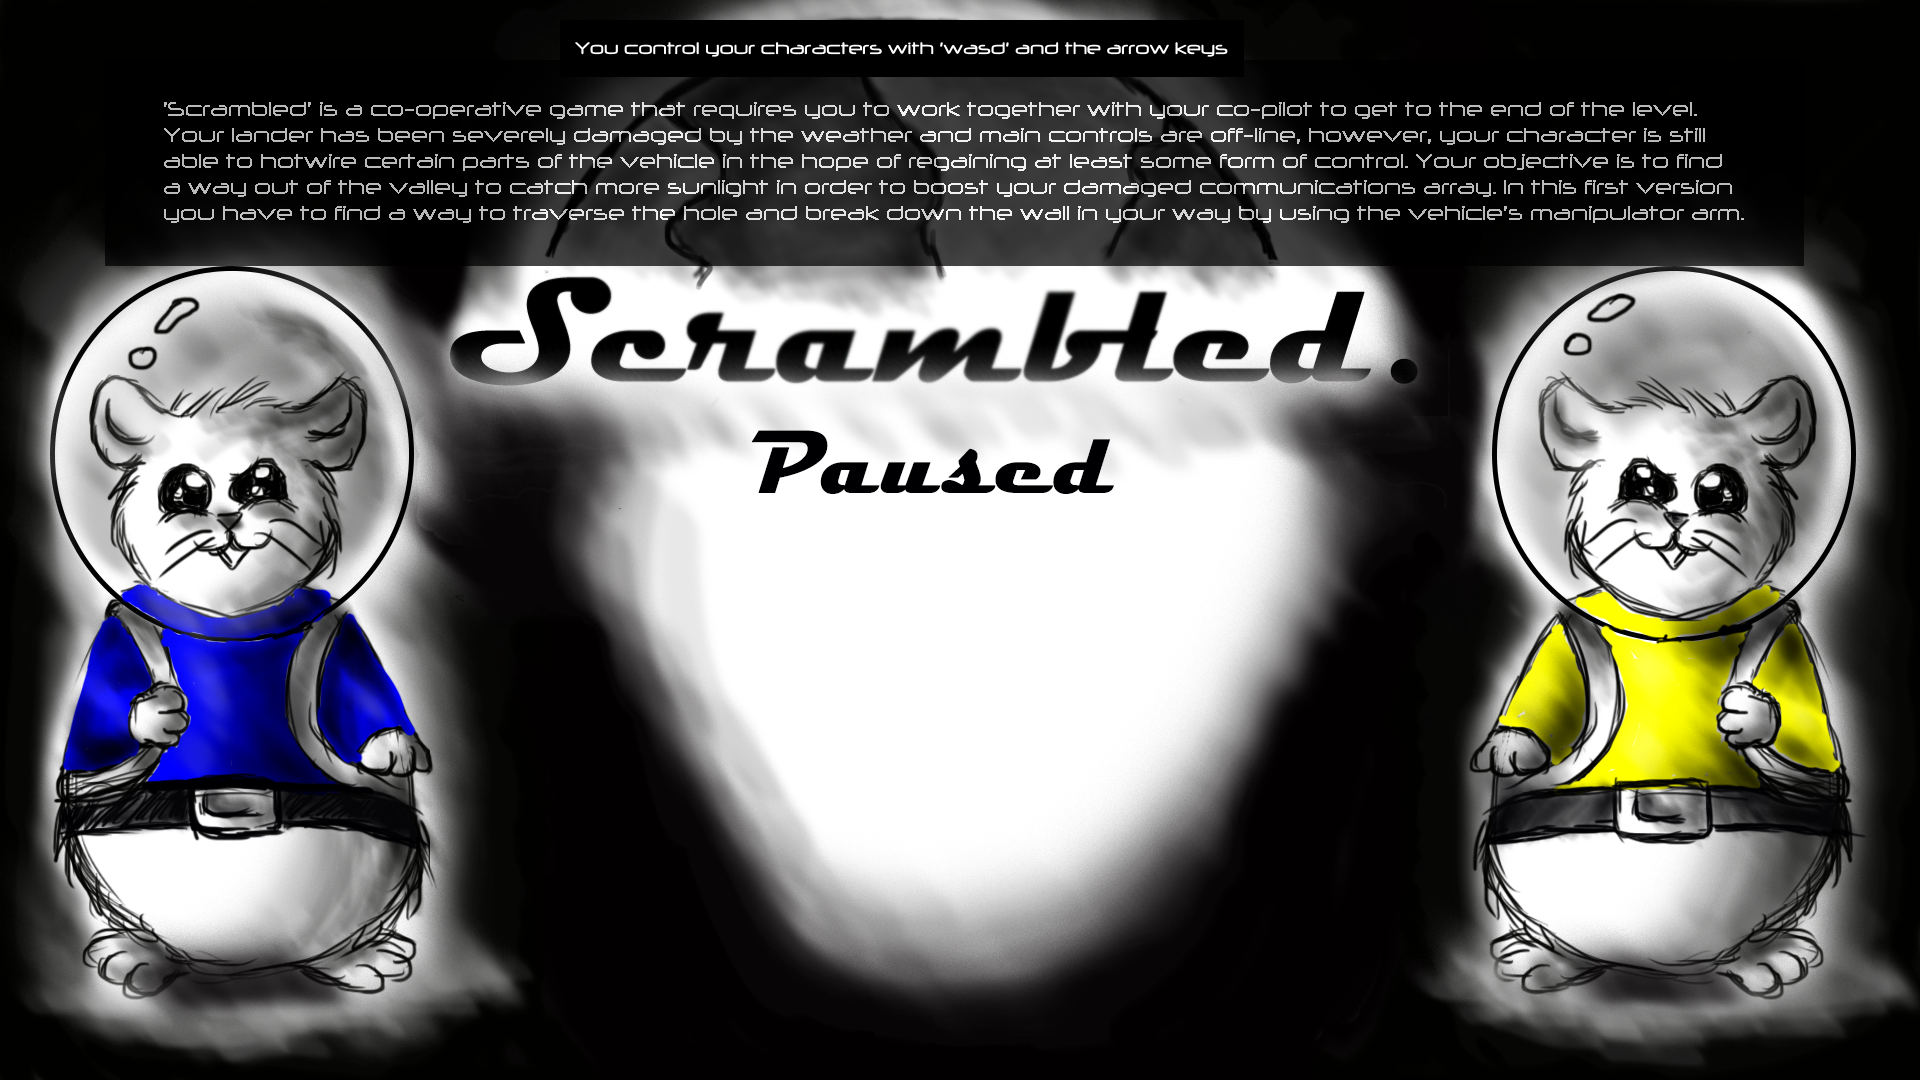 You control your characters with 'wasd' and the arrow keys
'Scrambled' is a co-operative game that requires you to work together with your co-pilot to get to the end of the level.
Your lander has been severely damaged by the weather and main controls are off-line, however, your character is still
able to hotwire certain parts of the vehicle in the hope of regaining at least some form of control. Your objective is to find
a way out of the valley to catch more sunlight in order to boost your damaged communications array. In this first version
you have to find a way to traverse the hole and break down the wall in your way by using the vehicle's manipulator arm.
Scrambled.
Paused